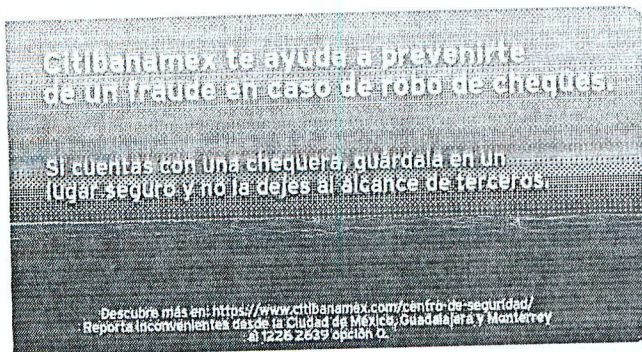 Citibanamex te ayuda a prevenirte
de un fraude en caso de robo de cheques.
Si cuentas con una chequera, guárdala en un
lugar seguro y no la dejes al alcance de terceros.
Descubre más en: https://www.citibanamex.com/centro-de-seguridad/
Reporta inconvenientes desde la Ciudad de México, Guadalajara y Monterrey
al 1226 2639 opción 0.